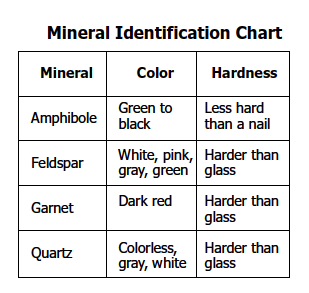 Mineral Identification Chart
Mineral Color Hardness
Amphibole
Green to
black
Less hard
than a nail
Feldspar
White, pink,
gray, green
Harder than
glass
Garnet
Dark red
Harder than
glass
Quartz
Colorless,
gray, white
Harder than
glass